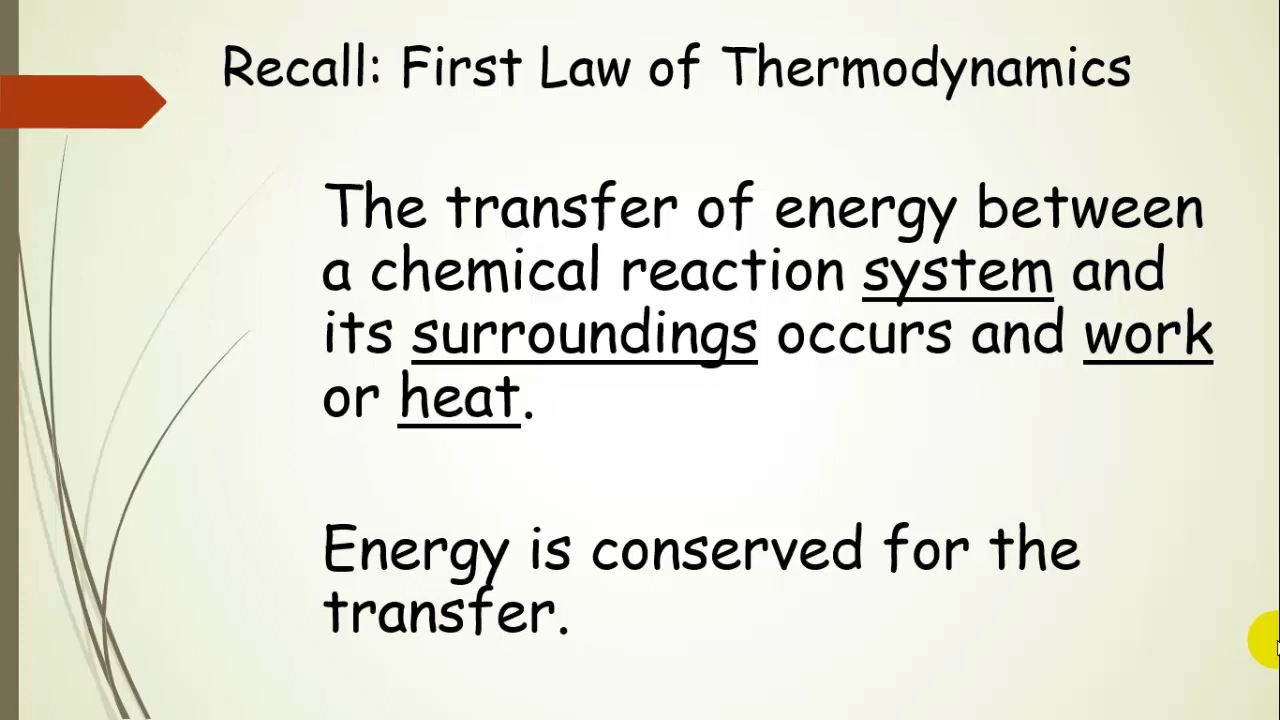 Recall: First Law of Thermodynamics
The transfer of energy between
a chemical reaction system and
its surroundings occurs and work
or heat.
Energy is conserved for the
transfer.